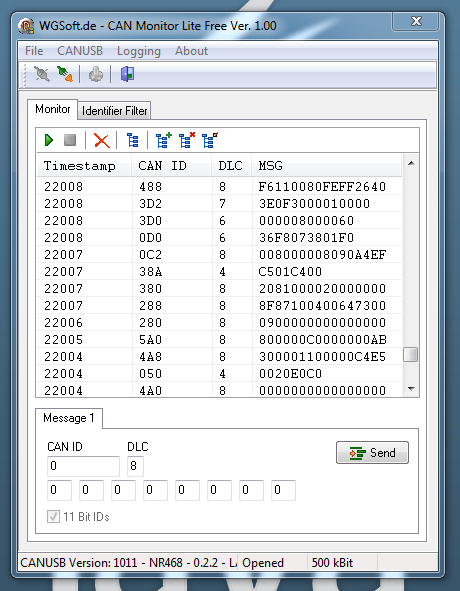 WGSoft.de - CAN Monitor Lite Free Ver. 1.00
File CANUSB Logging About
Monitor Identifier Filter
Timestamp CAN ID DLC MSG
22008 488 8 F6110080FEFF2640
22008 3D2 7 3E0F3000010000
22008 3D0 6 000008000060
22008 0D0 6 36F8073801F0
22007 0C2 8 008000008090A4EF
22007 38A 4 C501C400
22007 380 8 2081000020000000
22007 288 8 8F87100400647300
22006 280 8 0900000000000000
22005 5A0 8 800000C0000000AB
22004 4A8 8 300001100000C4E5
22004 050 4 0020E0C0
22004 4A0 8 0000000000000000
Message 1
CAN ID DLC
0 8
Send
0 0 0 0 0 0 0 0
11 Bit IDs
CANUSB Version: 1011 - NR468 - 0.2.2 - LA Opened 500 kBit